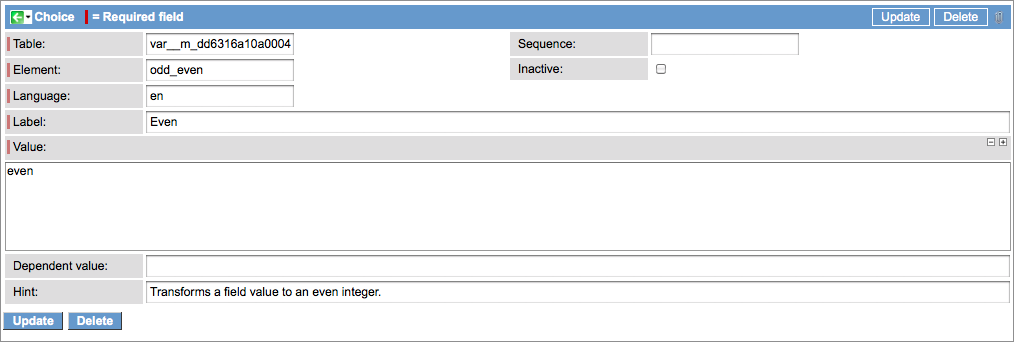 Choice = Required field Update Delete
Table: var__m_dd6316a10a0004 Sequence:
Element: odd_even Inactive:
Language: en
Label: Even
Value:
even
Dependent value:
Hint: Transforms a field value to an even integer.
Update Delete